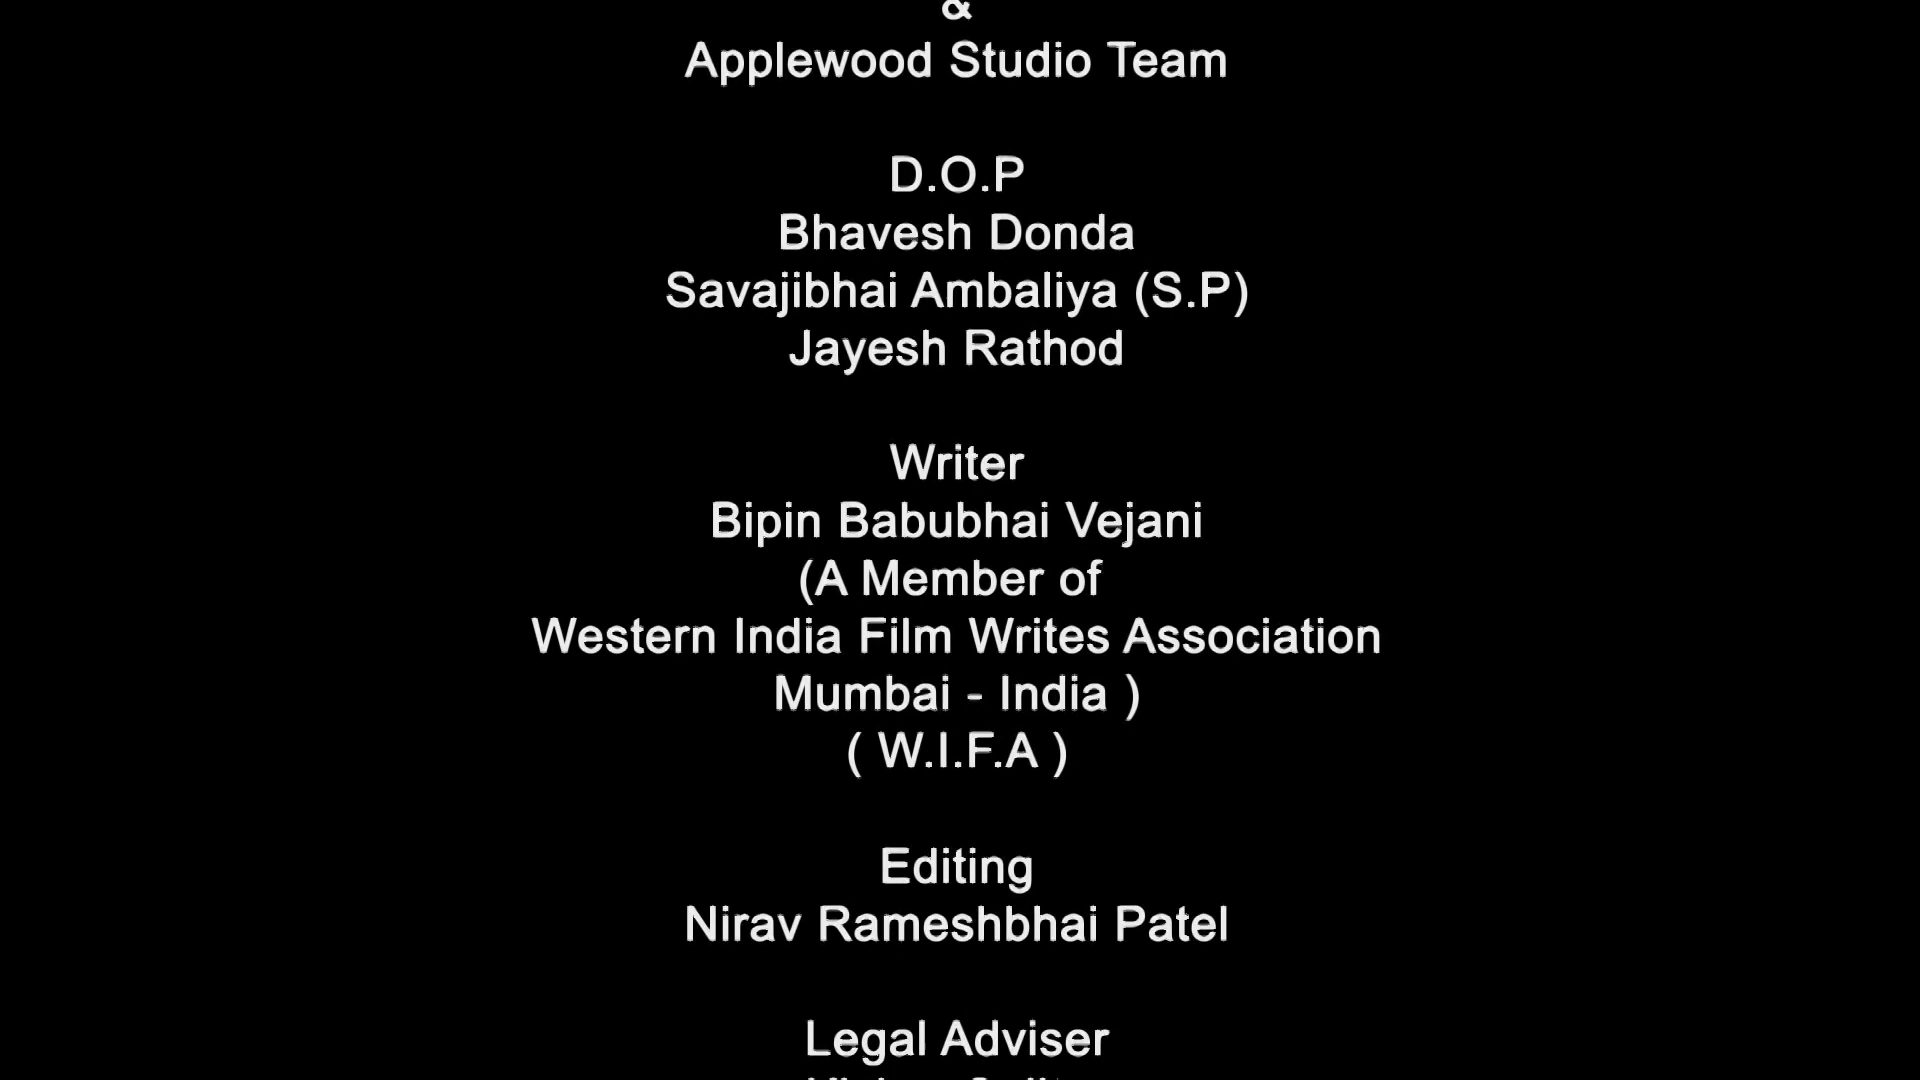 &
Applewood Studio Team
D.O.P
Bhavesh Donda
Savajibhai Ambaliya (S.P)
Jayesh Rathod
Writer
Bipin Babubhai Vejani
(A Member of
Western India Film Writes Association
Mumbai - India )
( W.I.F.A )
Editing
Nirav Rameshbhai Patel
Legal Adviser